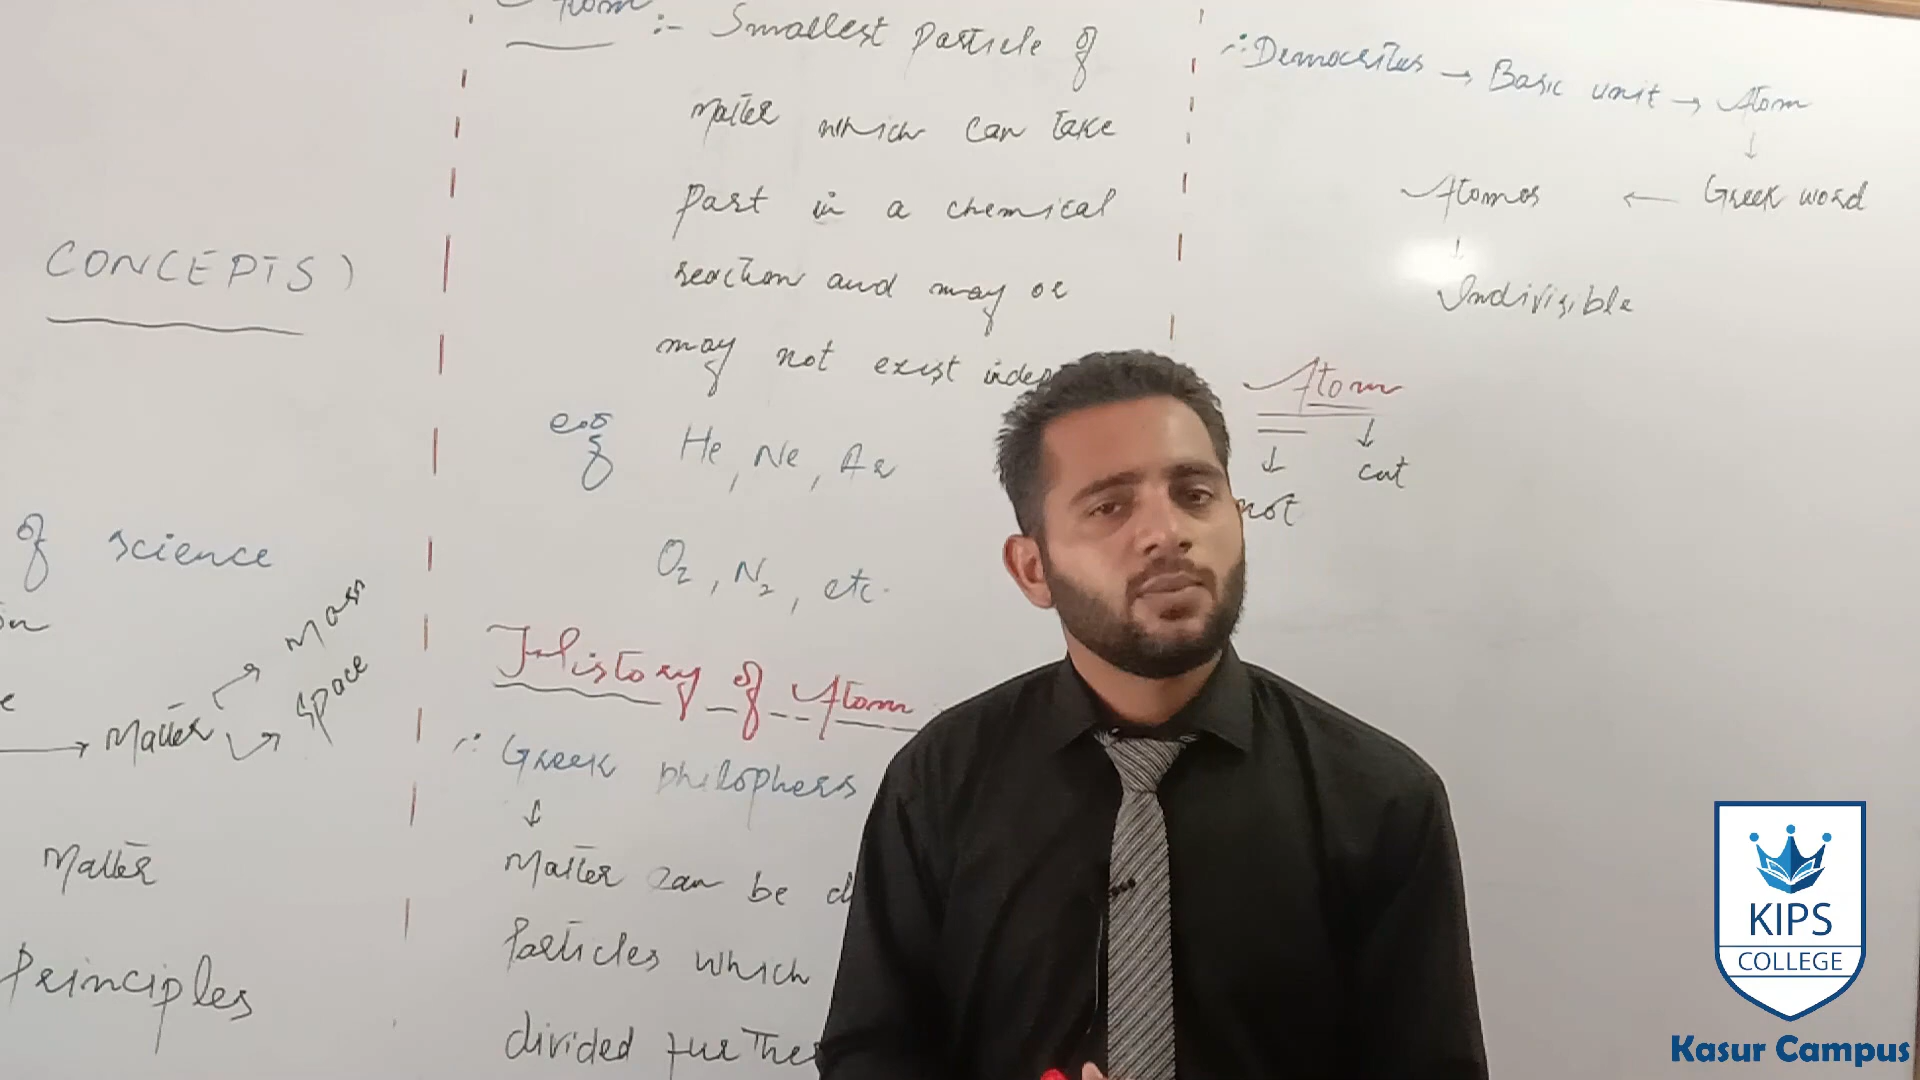 CONCEPTS)
of science
Mass
Space
Matter
Matter
Principles
Atom :- Smallest Particle of
Matter which can take
Part in a chemical
reaction and may or
may not exist
e.g He, Ne, Ar
O2, N2, etc.
History of Atom
Greek philophers
Matter can be
Particles which
divided further
Democritus → Basic unit → Atom
↓
Atomos ← Greek word
↓
Indivisible
Atom
↓ ↓
not cut
KIPS
COLLEGE
Kasur Campus